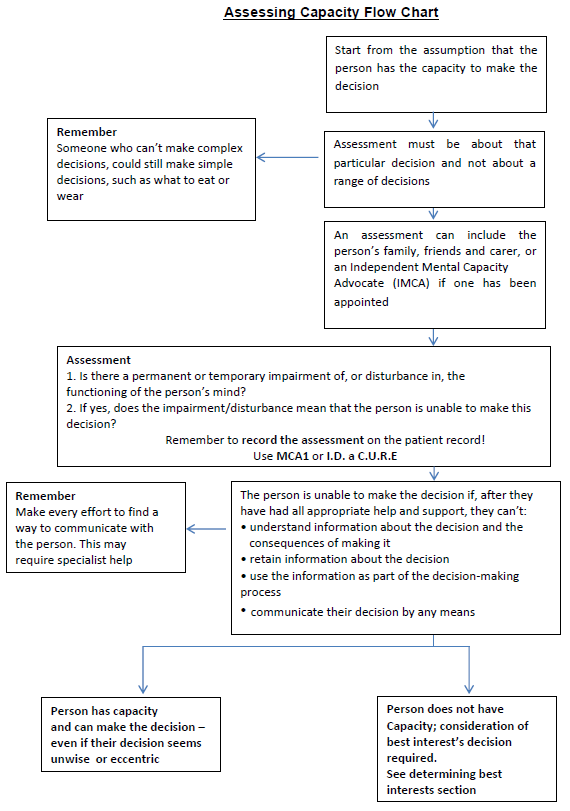 Assessing Capacity Flow Chart
Start from the assumption that the
person has the capacity to make the
decision
Remember
Someone who can’t make complex
decisions, could still make simple
decisions, such as what to eat or
wear
Assessment must be about that
particular decision and not about a
range of decisions
An assessment can include the
person’s family, friends and carer, or
an Independent Mental Capacity
Advocate (IMCA) if one has been
appointed
Assessment
1. Is there a permanent or temporary impairment of, or disturbance in, the
functioning of the person’s mind?
2. If yes, does the impairment/disturbance mean that the person is unable to make this
decision?
Remember to record the assessment on the patient record!
Use MCA1 or I.D. a C.U.R.E
Remember
Make every effort to find a
way to communicate with
the person. This may
require specialist help
The person is unable to make the decision if, after they
have had all appropriate help and support, they can’t:
• understand information about the decision and the
consequences of making it
• retain information about the decision
• use the information as part of the decision-making
process
• communicate their decision by any means
Person has capacity
and can make the decision –
even if their decision seems
unwise or eccentric
Person does not have
Capacity; consideration of
best interest’s decision
required.
See determining best
interests section